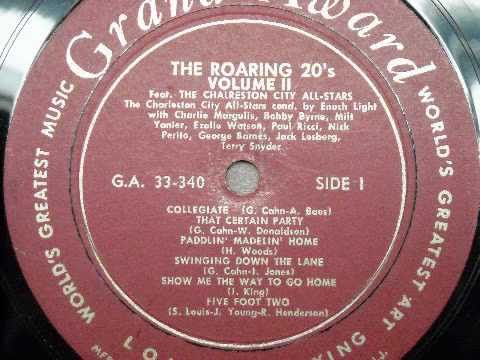 Grand Award
WORLD'S GREATEST MUSIC
WORLD'S GREATEST ART
THE ROARING 20's
VOLUME II
Feat. THE CHALRESTON CITY ALL-STARS
The Charleston City All-Stars cond. by Enoch Light
with Charlie Margulis, Bobby Byrne, Milt
Yanier, Ezelle Watson, Paul Ricci, Nick
Perito, George Barnes, Jack Lesberg,
Terry Snyder
G.A. 33-340 SIDE 1
COLLEGIATE (G. Cahn-A. Baes)
THAT CERTAIN PARTY
(G. Cahn-W. Donaldson)
PADDLIN' MADELIN' HOME
(H. Woods)
SWINGING DOWN THE LANE
(G. Cahn-I. Jones)
SHOW ME THE WAY TO GO HOME
(I. King)
FIVE FOOT TWO
(S. Louis-J. Young-R. Henderson)